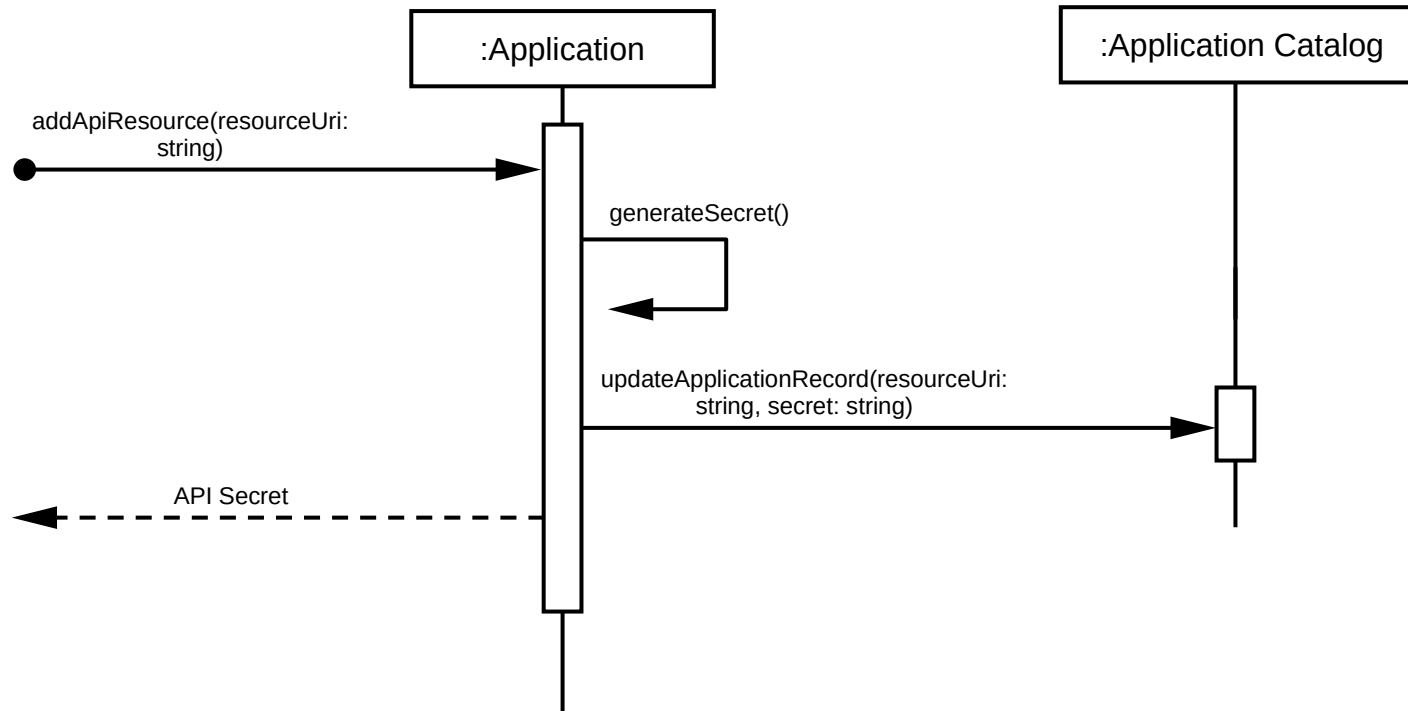 :Application
:Application Catalog
addApiResource(resourceUri:
string)
generateSecret()
updateApplicationRecord(resourceUri:
string, secret: string)
API Secret